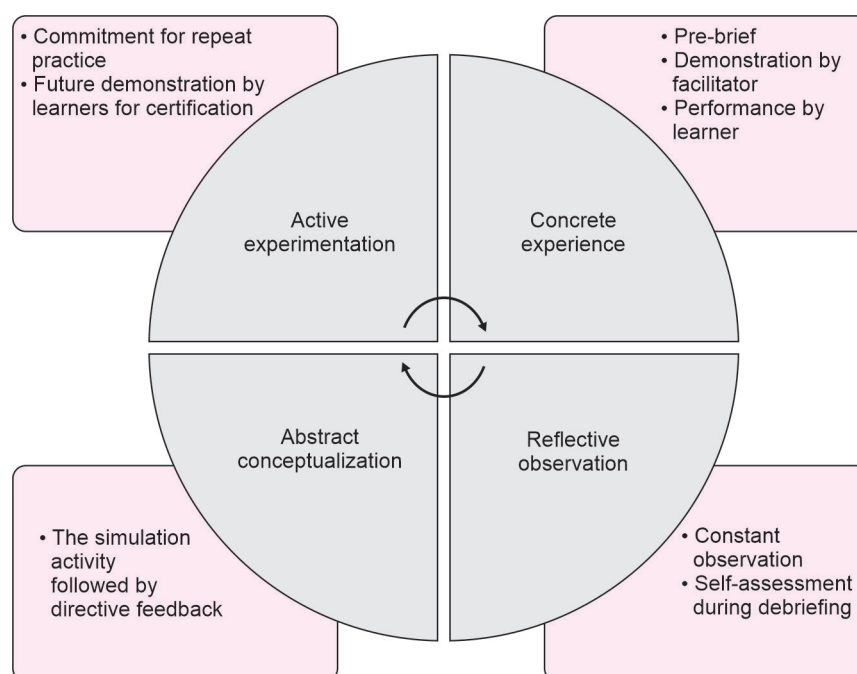 • Commitment for repeat
practice
• Future demonstration by
learners for certification
• Pre-brief
• Demonstration by
facilitator
• Performance by
learner
Active
experimentation
Concrete
experience
Abstract
conceptualization
Reflective
observation
• The simulation
activity
followed by
directive feedback
• Constant
observation
• Self-assessment
during debriefing